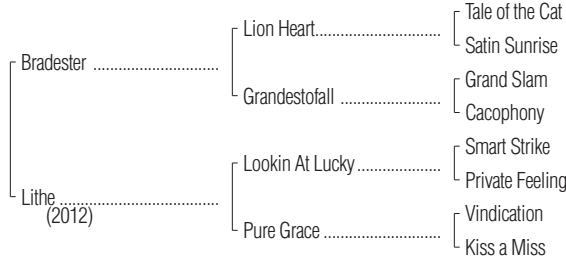 Tale of the Cat
Lion Heart..............................
Satin Sunrise
Bradester ..............................
Grand Slam
Grandestofall ........................
Cacophony
Smart Strike
Lookin At Lucky....................
Private Feeling
Lithe ......................................
(2012)
Vindication
Pure Grace ............................
Kiss a Miss